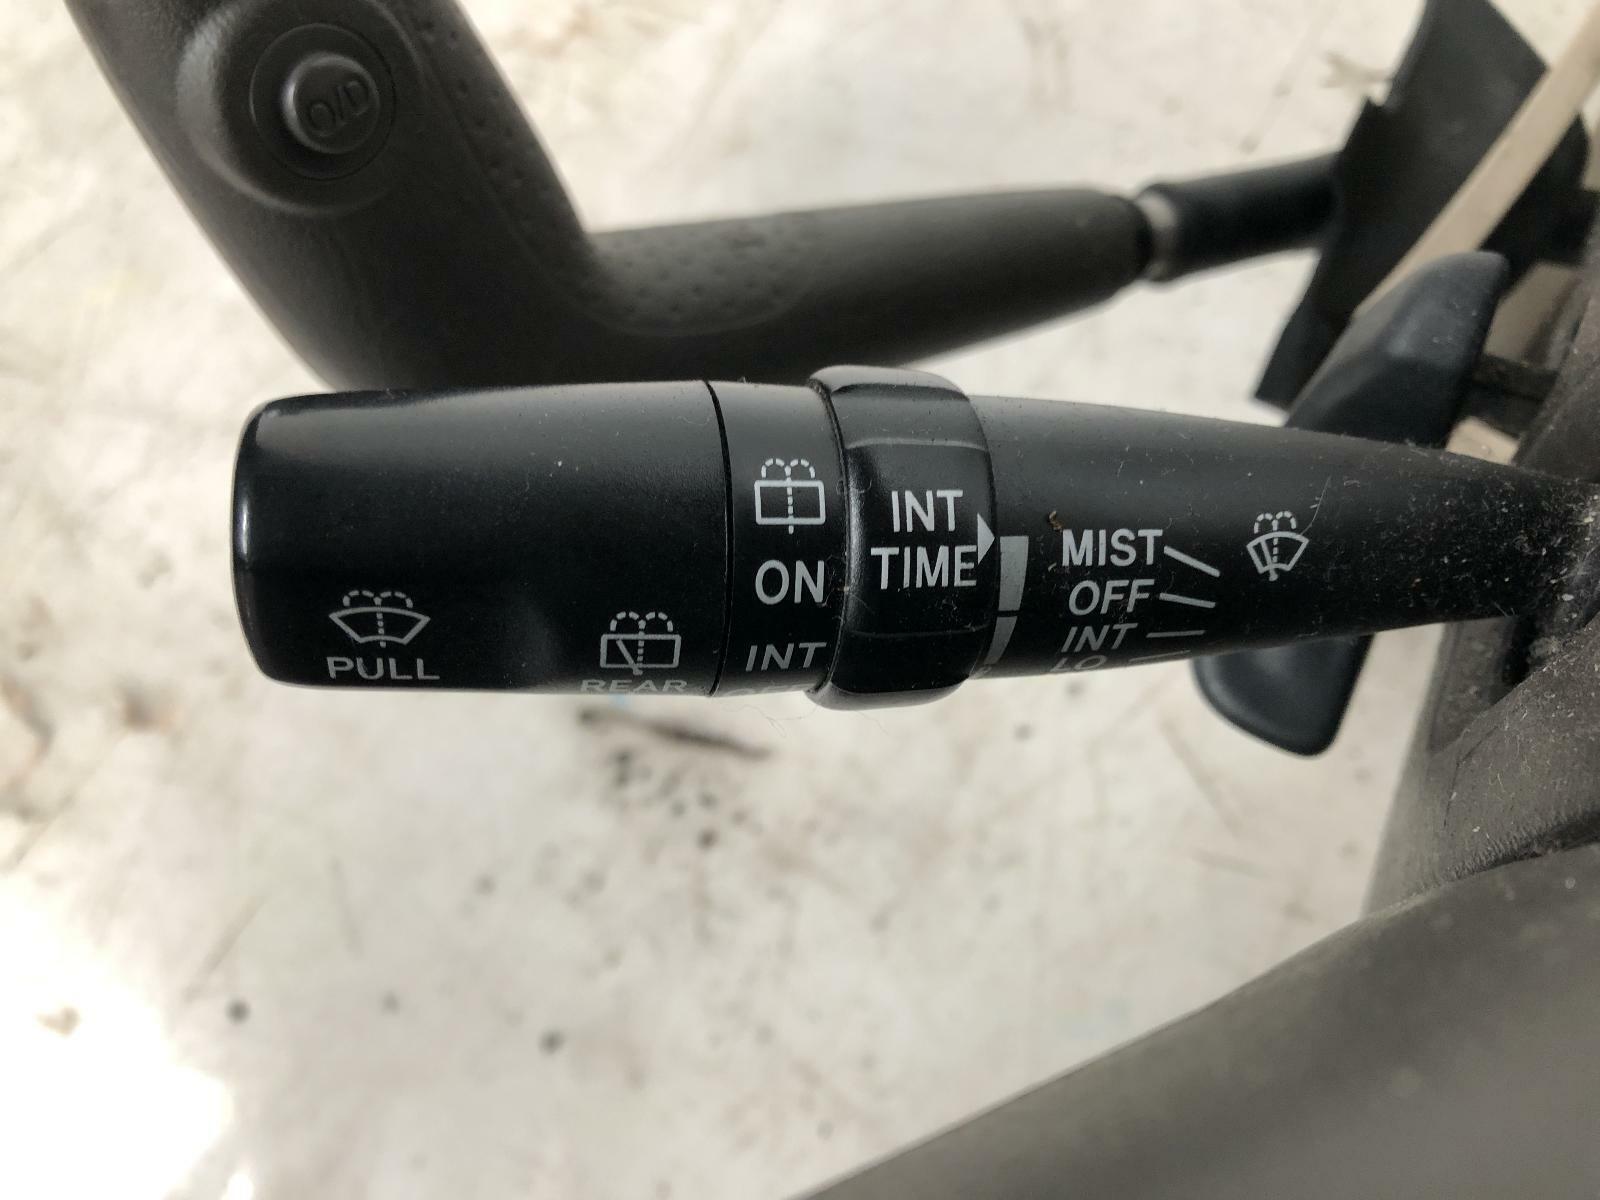 O/D
ON
INT
INT
TIME
MIST
OFF
INT
LO
PULL
REAR